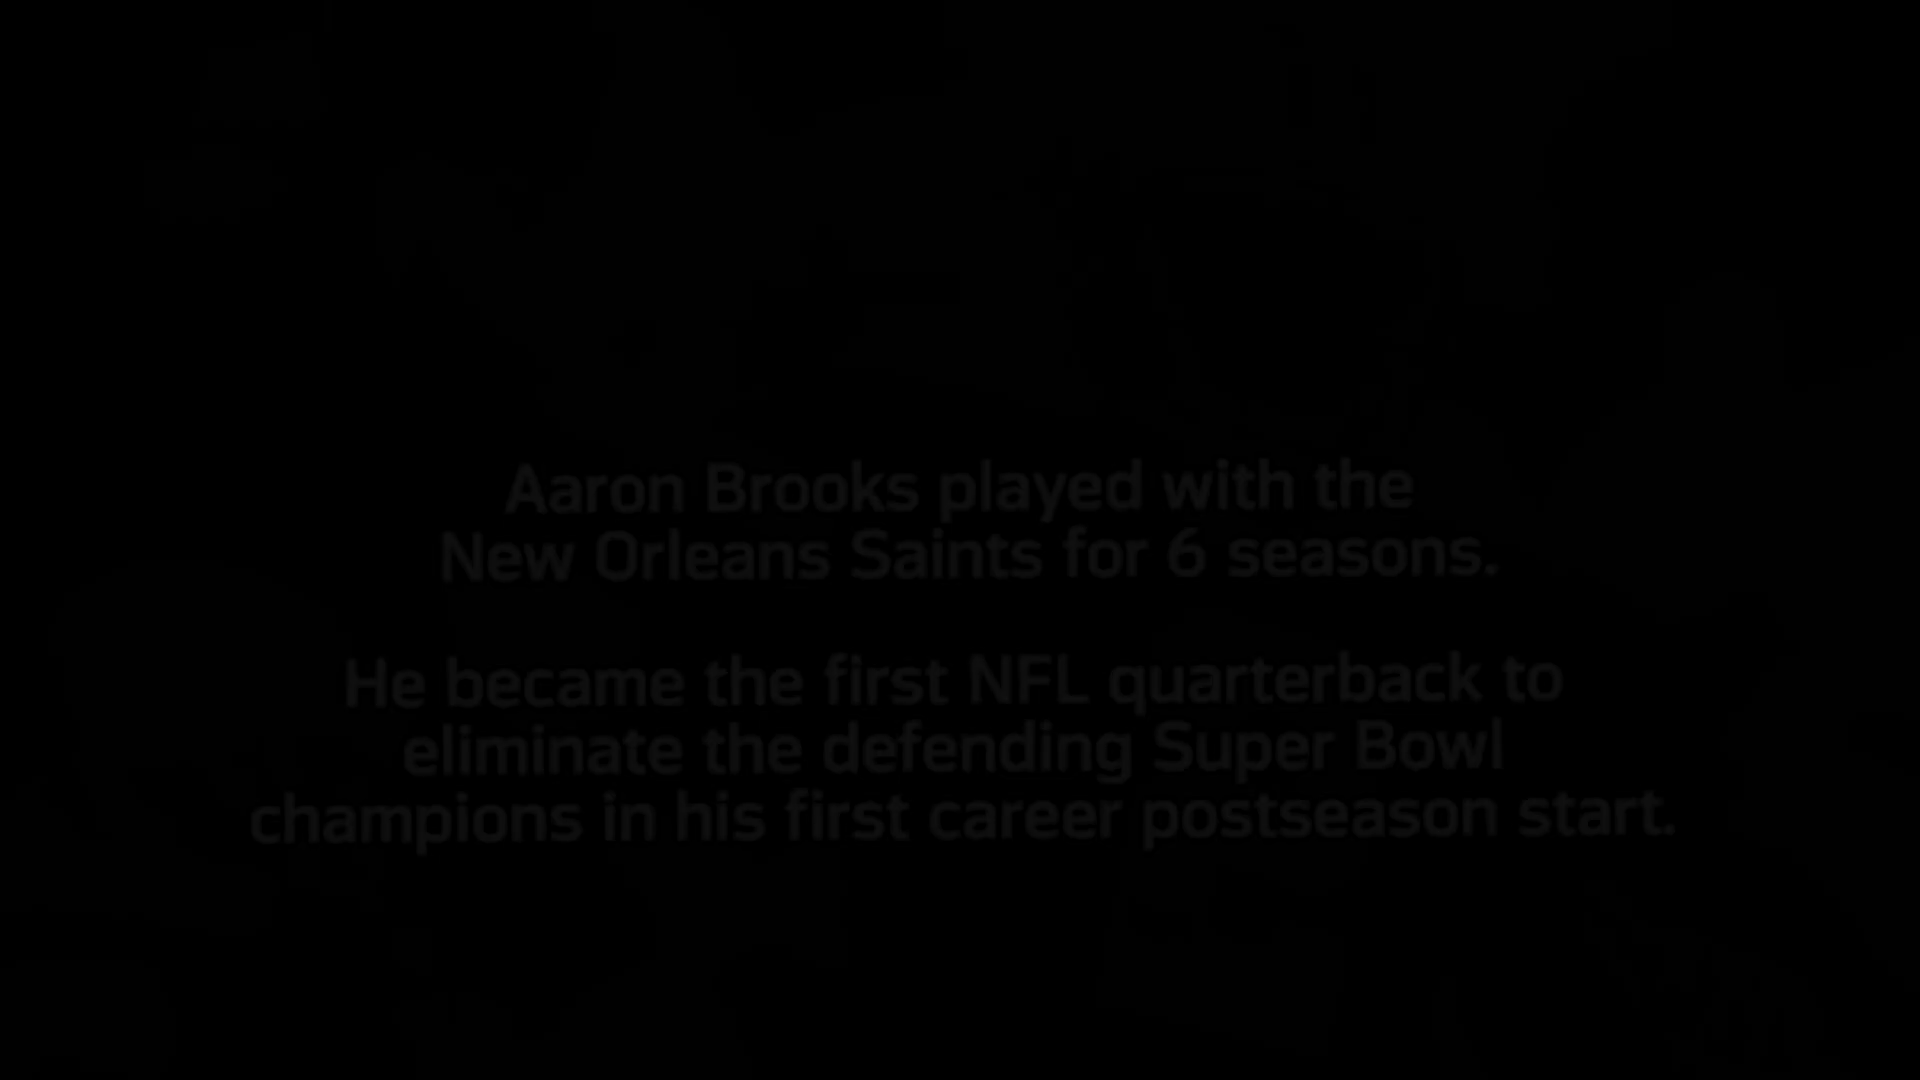 Aaron Brooks played with the
New Orleans Saints for 6 seasons.
He became the first NFL quarterback to
eliminate the defending Super Bowl
champions in his first career postseason start.